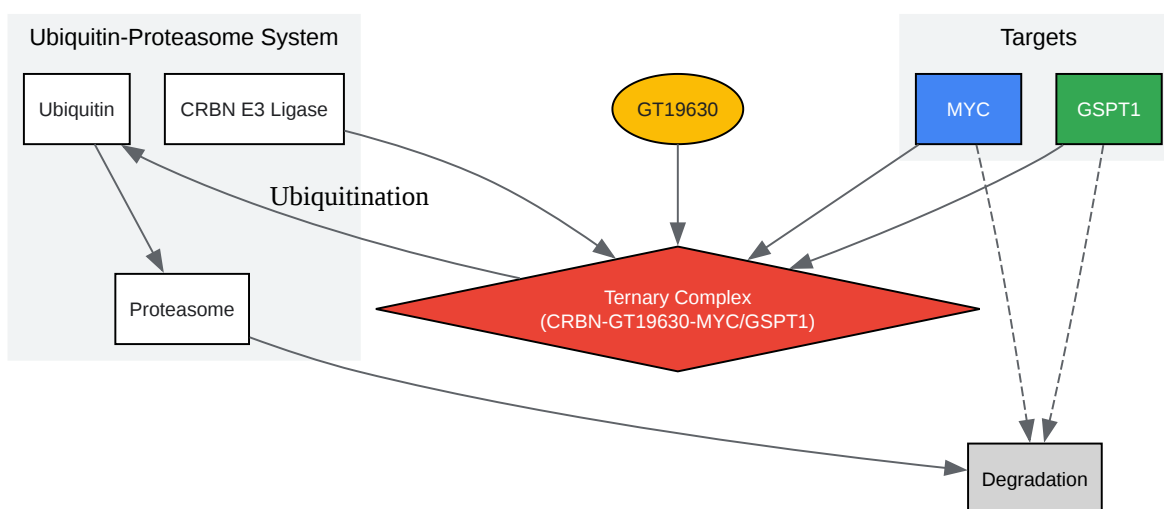 Ubiquitin-Proteasome System
Targets
Ubiquitin
CRBN E3 Ligase
GT19630
MYC
GSPT1
Ubiquitination
Proteasome
Ternary Complex
(CRBN-GT19630-MYC/GSPT1)
Degradation